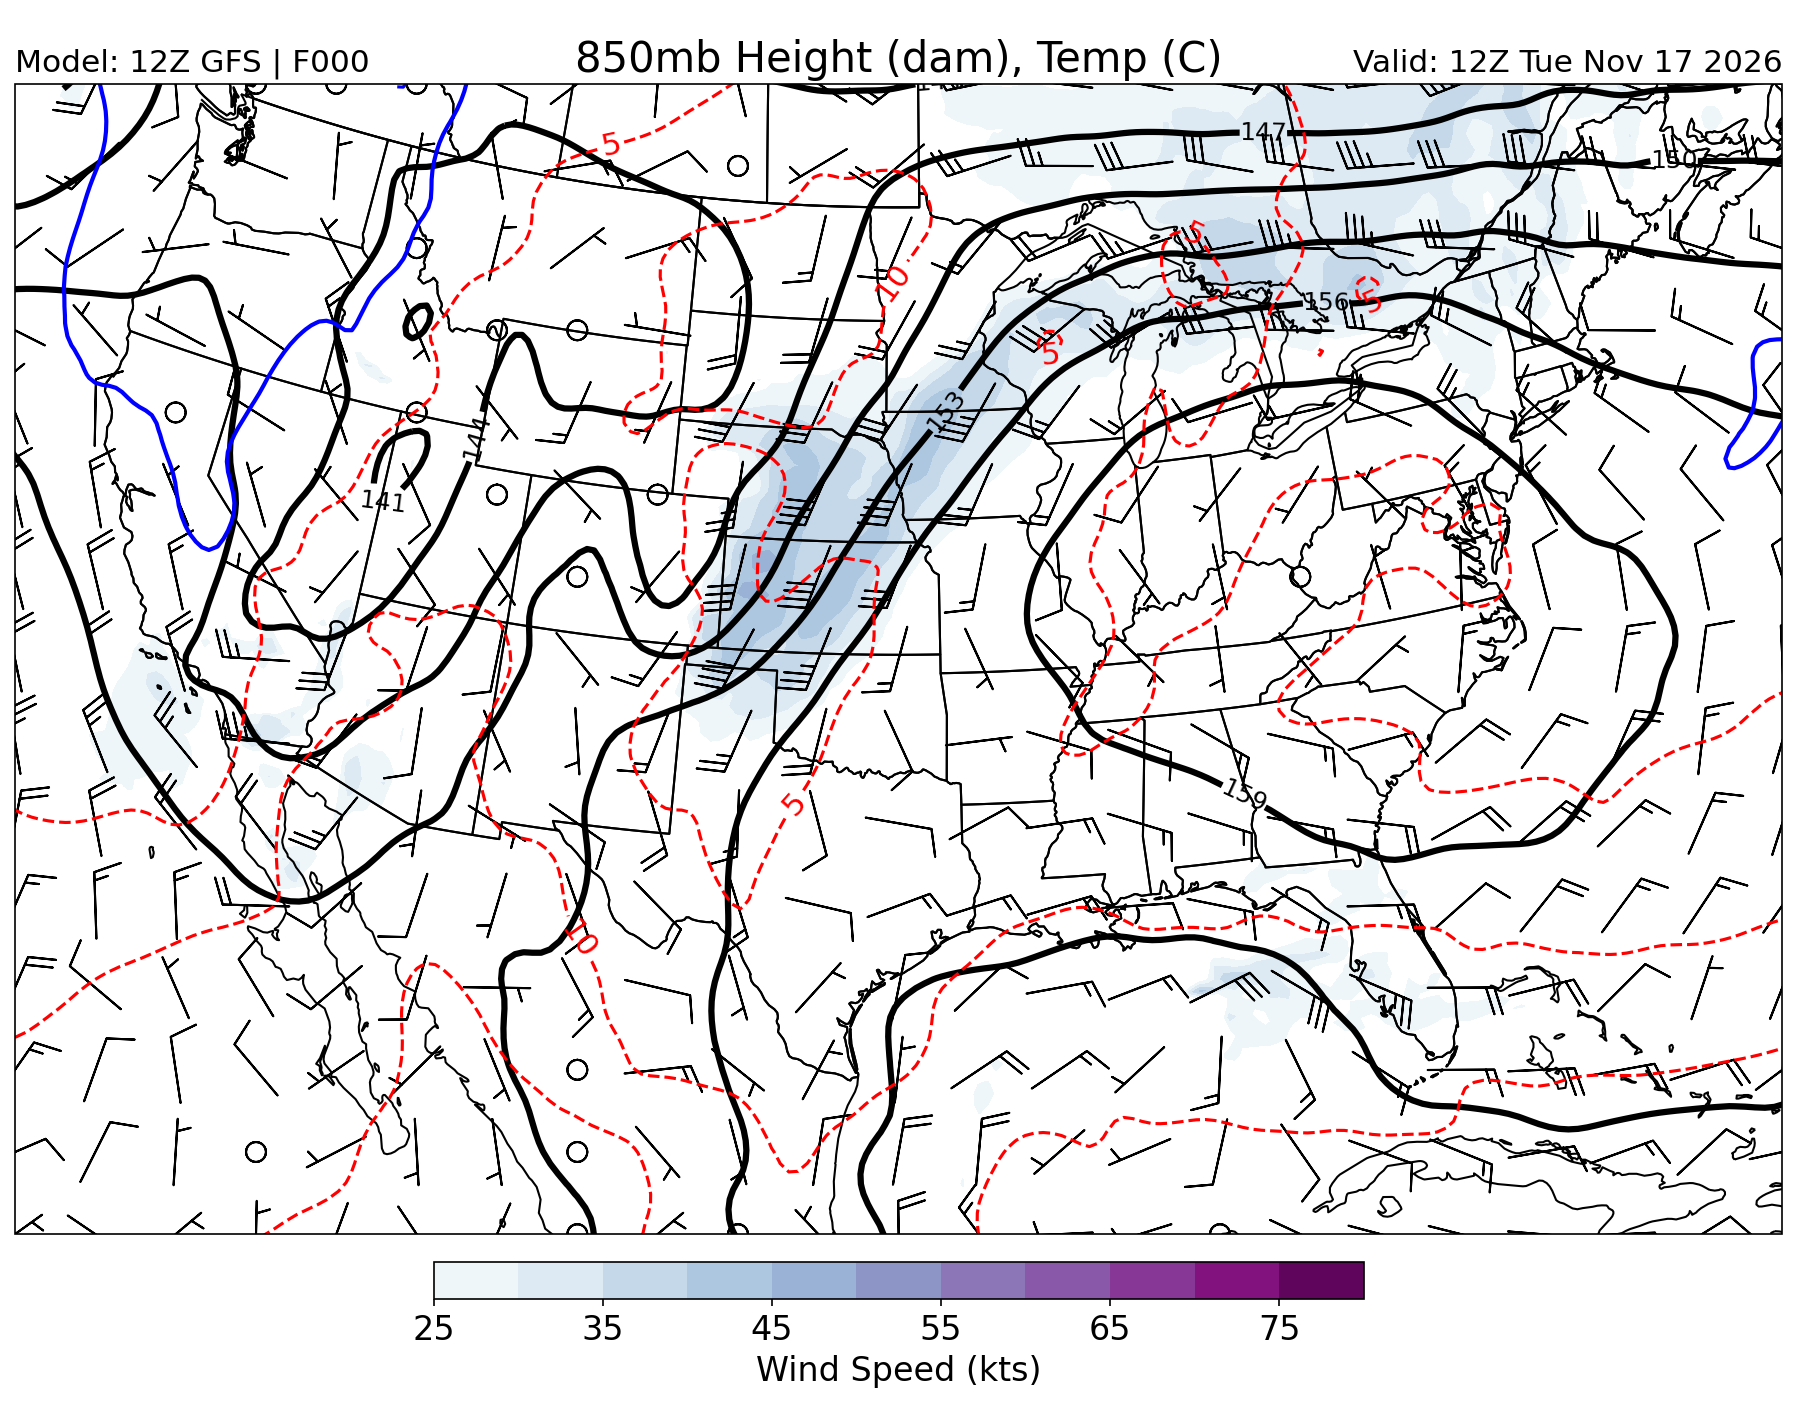 Model: 12Z GFS | F000
850mb Height (dam), Temp (C)
Valid: 12Z Tue Nov 17 2026
147
5
150
5
10
156
5
5
153
144
141
159
5
10
25 35 45 55 65 75
Wind Speed (kts)